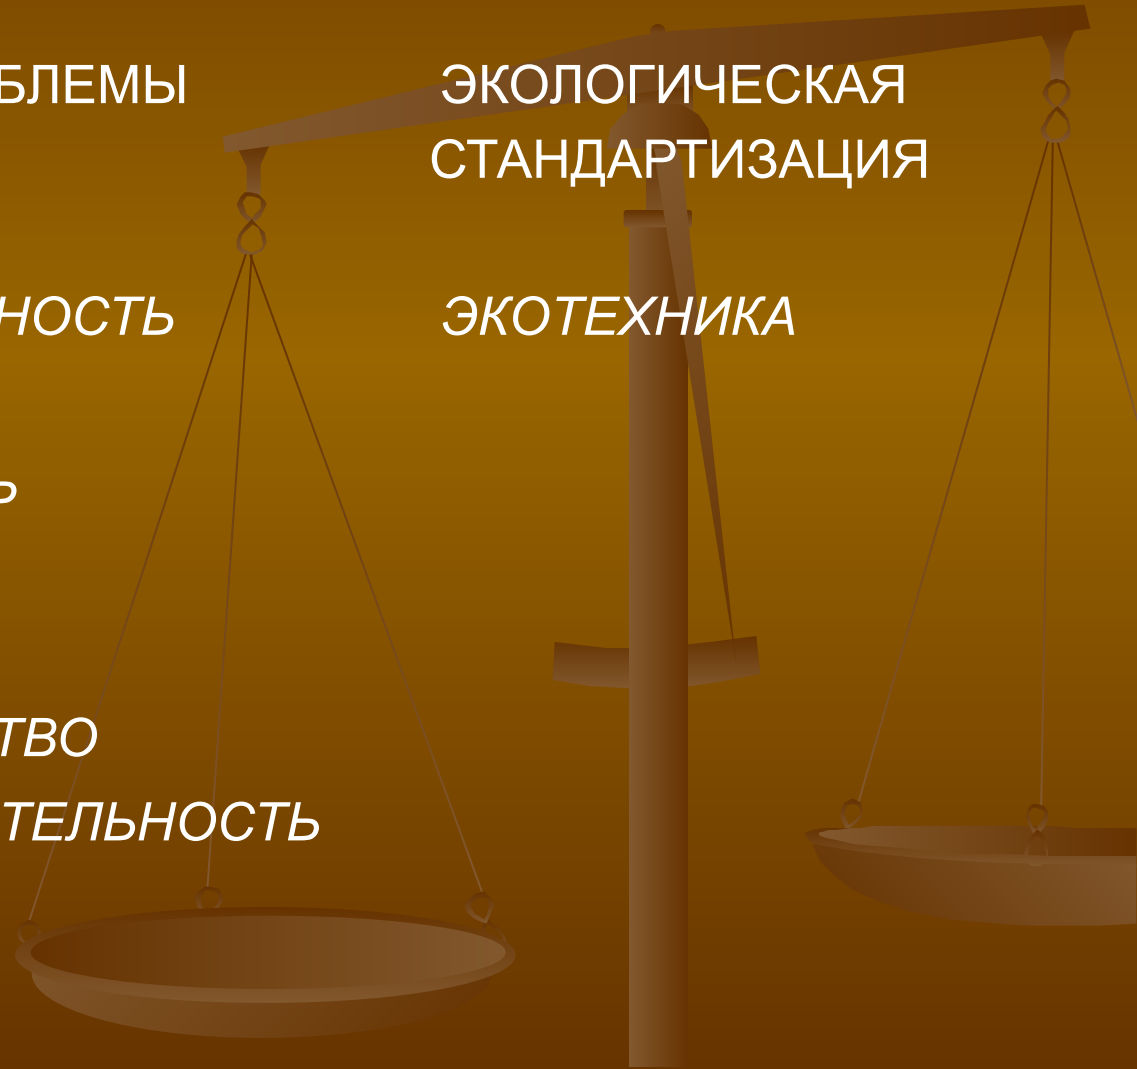 БЛЕМЫ ЭКОЛОГИЧЕСКАЯ
СТАНДАРТИЗАЦИЯ
НОСТЬ ЭКОТЕХНИКА
Ь
ТВО
ТЕЛЬНОСТЬ